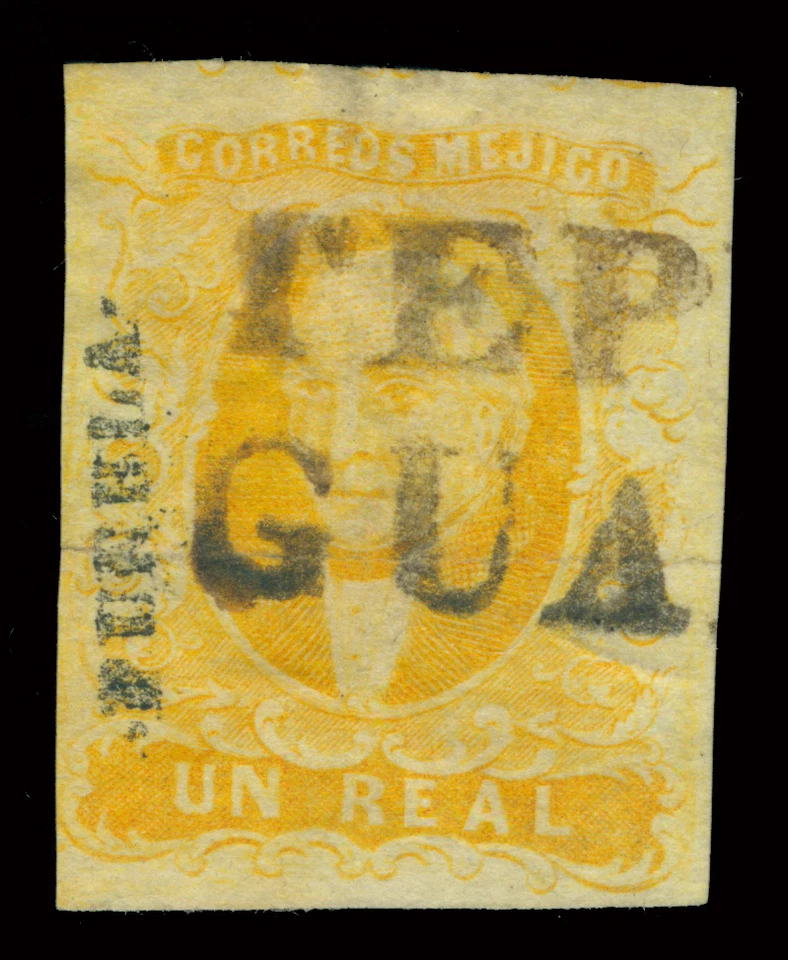 CORREOS MEJICO
TEP
GUA
PUEBLA
UN REAL